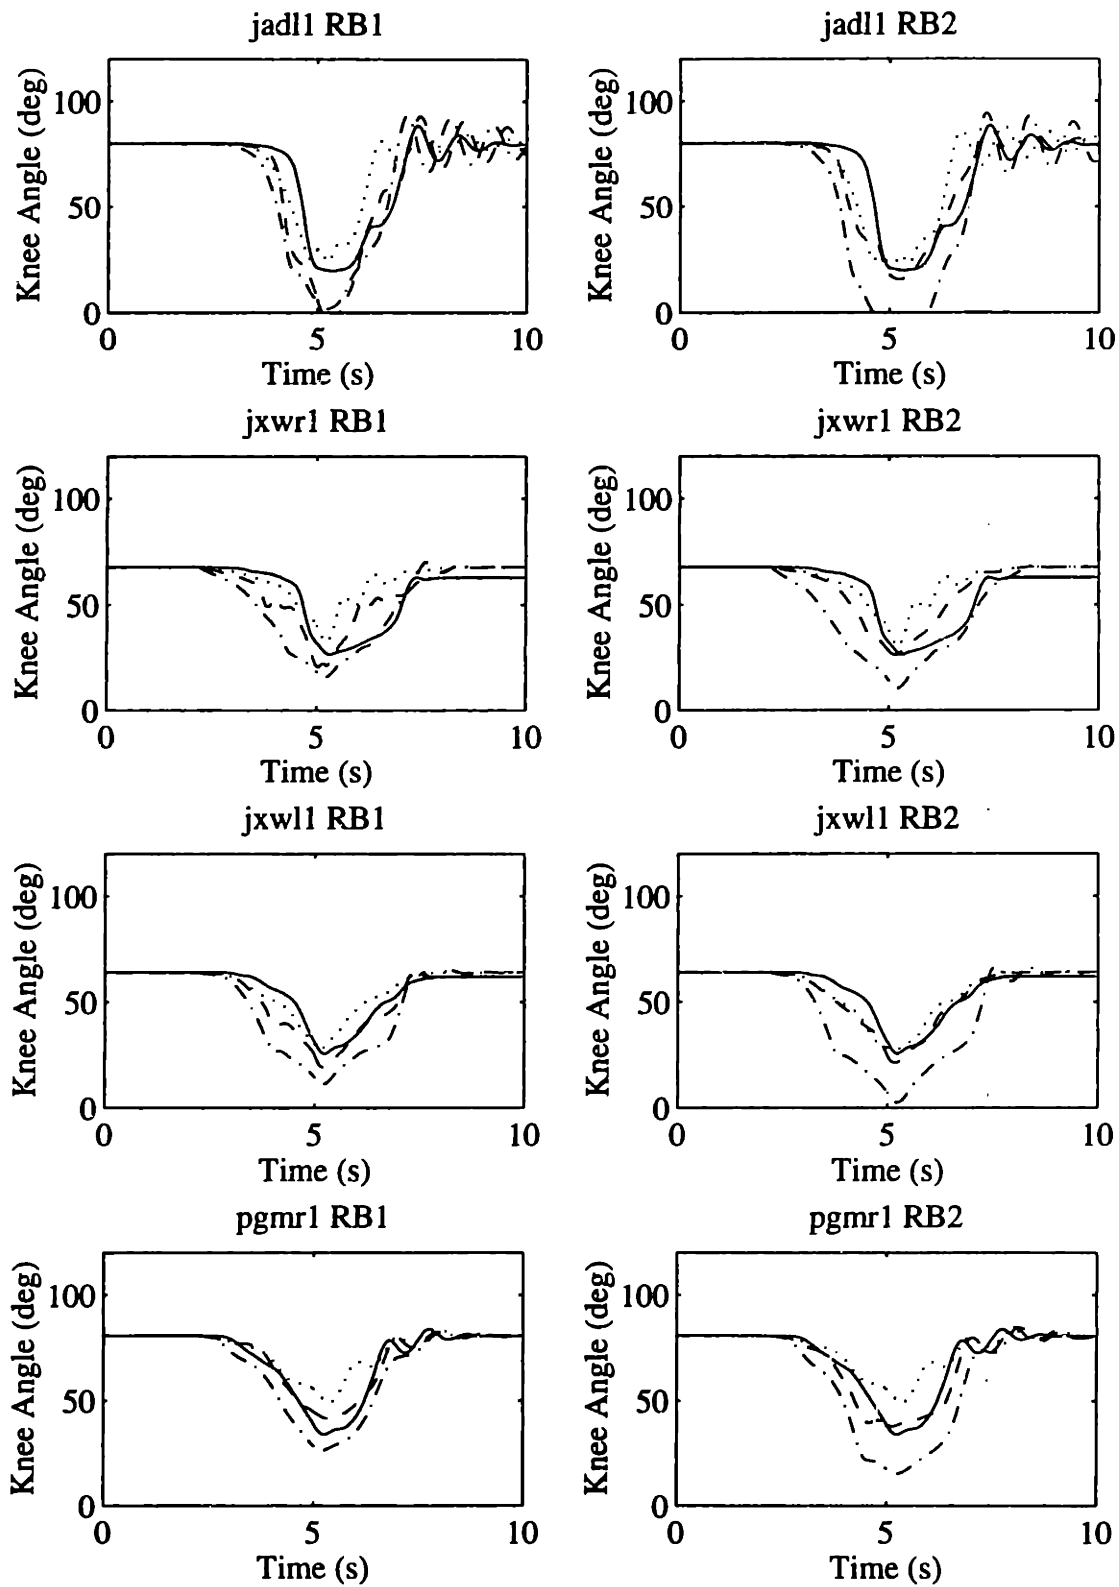 jadl1 RB1
jadl1 RB2
Knee Angle (deg)
100
50
0
0
5
10
Time (s)
Knee Angle (deg)
100
50
0
0
5
10
Time (s)
jxwr1 RB1
jxwr1 RB2
Knee Angle (deg)
100
50
0
0
5
10
Time (s)
Knee Angle (deg)
100
50
0
0
5
10
Time (s)
jxwl1 RB1
jxwl1 RB2
Knee Angle (deg)
100
50
0
0
5
10
Time (s)
Knee Angle (deg)
100
50
0
0
5
10
Time (s)
pgmr1 RB1
pgmr1 RB2
Knee Angle (deg)
100
50
0
0
5
10
Time (s)
Knee Angle (deg)
100
50
0
0
5
10
Time (s)